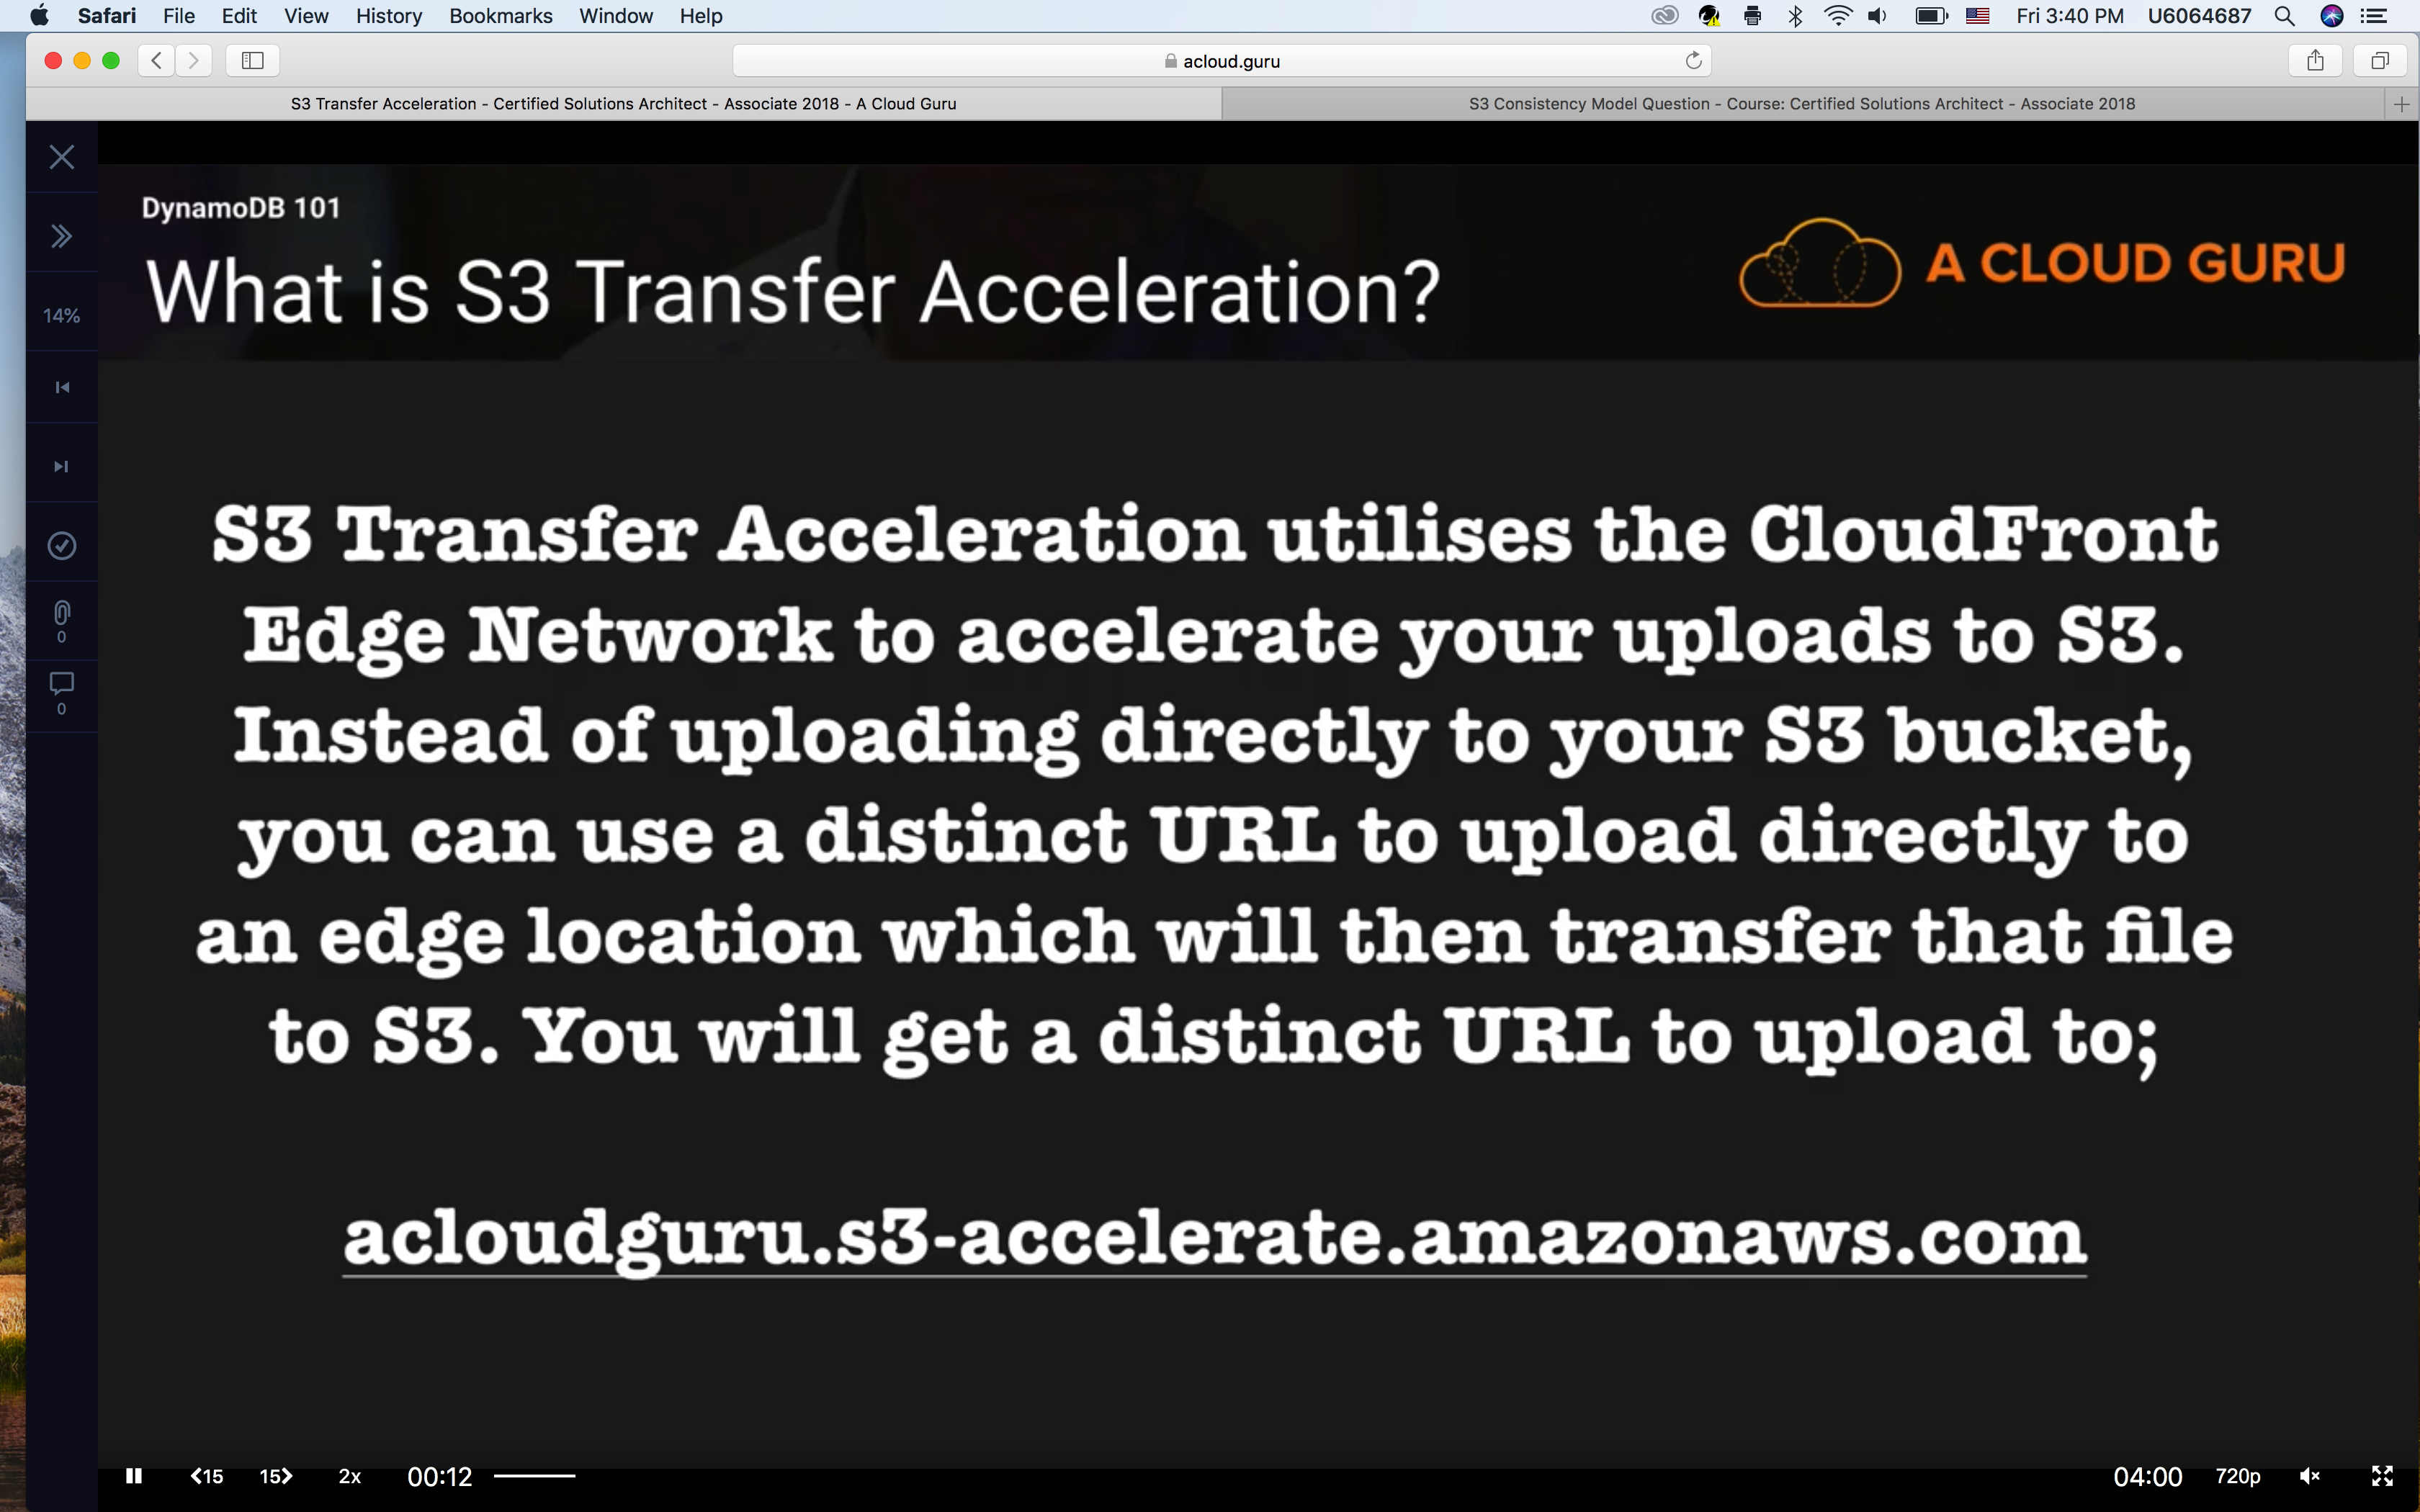 Safari File Edit View History Bookmarks Window Help Fri 3:40 PM U6064687
acloud.guru
S3 Transfer Acceleration - Certified Solutions Architect - Associate 2018 - A Cloud Guru S3 Consistency Model Question - Course: Certified Solutions Architect - Associate 2018
DynamoDB 101
What is S3 Transfer Acceleration?
A CLOUD GURU
14%
0
0
S3 Transfer Acceleration utilises the CloudFront
Edge Network to accelerate your uploads to S3.
Instead of uploading directly to your S3 bucket,
you can use a distinct URL to upload directly to
an edge location which will then transfer that file
to S3. You will get a distinct URL to upload to;
acloudguru.s3-accelerate.amazonaws.com
15 15 2x 00:12 04:00 720p